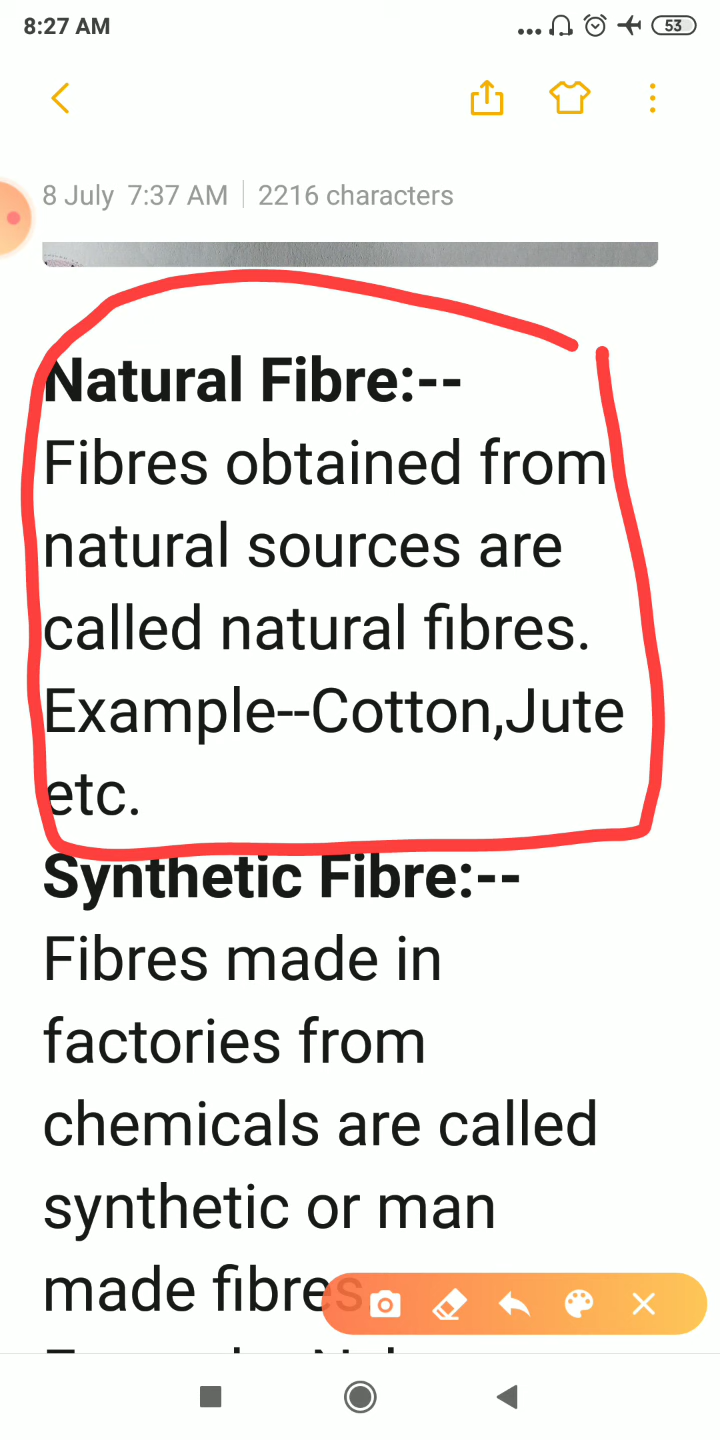 8:27 AM
53
8 July 7:37 AM | 2216 characters
Natural Fibre:--
Fibres obtained from
natural sources are
called natural fibres.
Example--Cotton,Jute
etc.
Synthetic Fibre:--
Fibres made in
factories from
chemicals are called
synthetic or man
made fibres